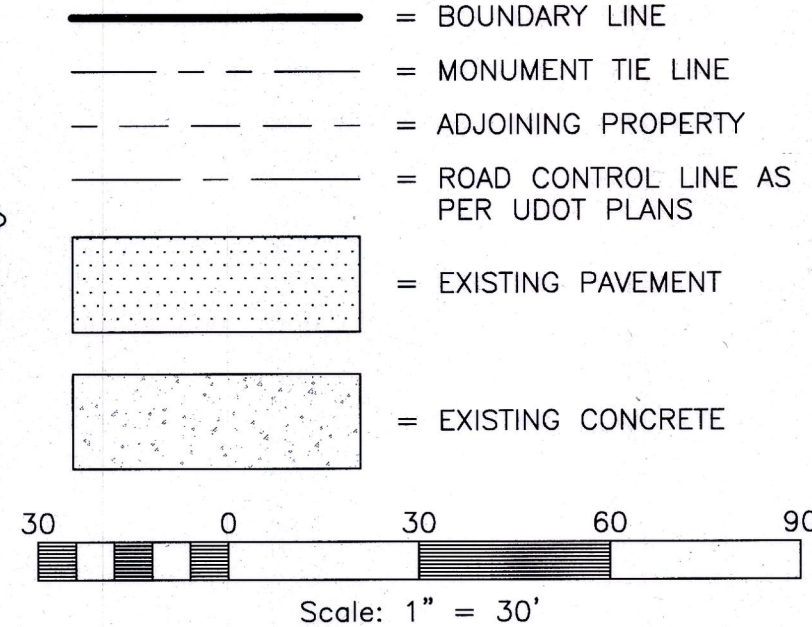 = BOUNDARY LINE
= MONUMENT TIE LINE
= ADJOINING PROPERTY
= ROAD CONTROL LINE AS
PER UDOT PLANS
= EXISTING PAVEMENT
= EXISTING CONCRETE
30 0 30 60 90
Scale: 1" = 30'